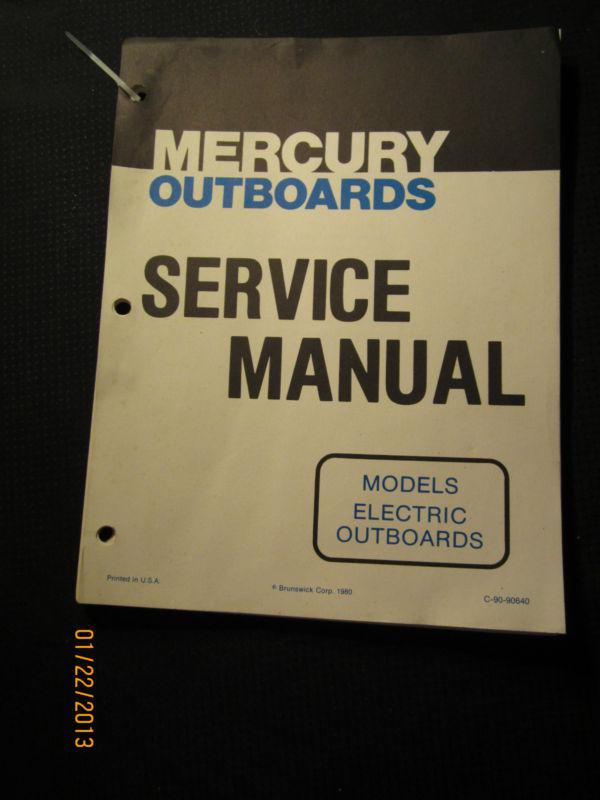 MERCURY
OUTBOARDS
SERVICE
MANUAL
MODELS
ELECTRIC
OUTBOARDS
Printed in U.S.A.
© Brunswick Corp. 1980
C-90-90640
01/22/2013